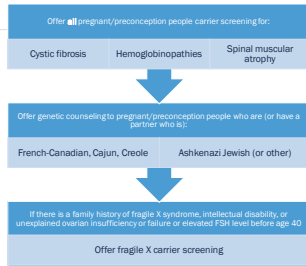 Offer all pregnant/preconception people carrier screening for:
Cystic fibrosis
Hemoglobinopathies
Spinal muscular
atrophy
Offer genetic counseling to pregnant/preconception people who are (or have a
partner who is):
French-Canadian, Cajun, Creole
Ashkenazi Jewish (or other)
If there is a family history of fragile X syndrome, intellectual disability, or
unexplained ovarian insufficiency or failure or elevated FSH level before age 40
Offer fragile X carrier screening